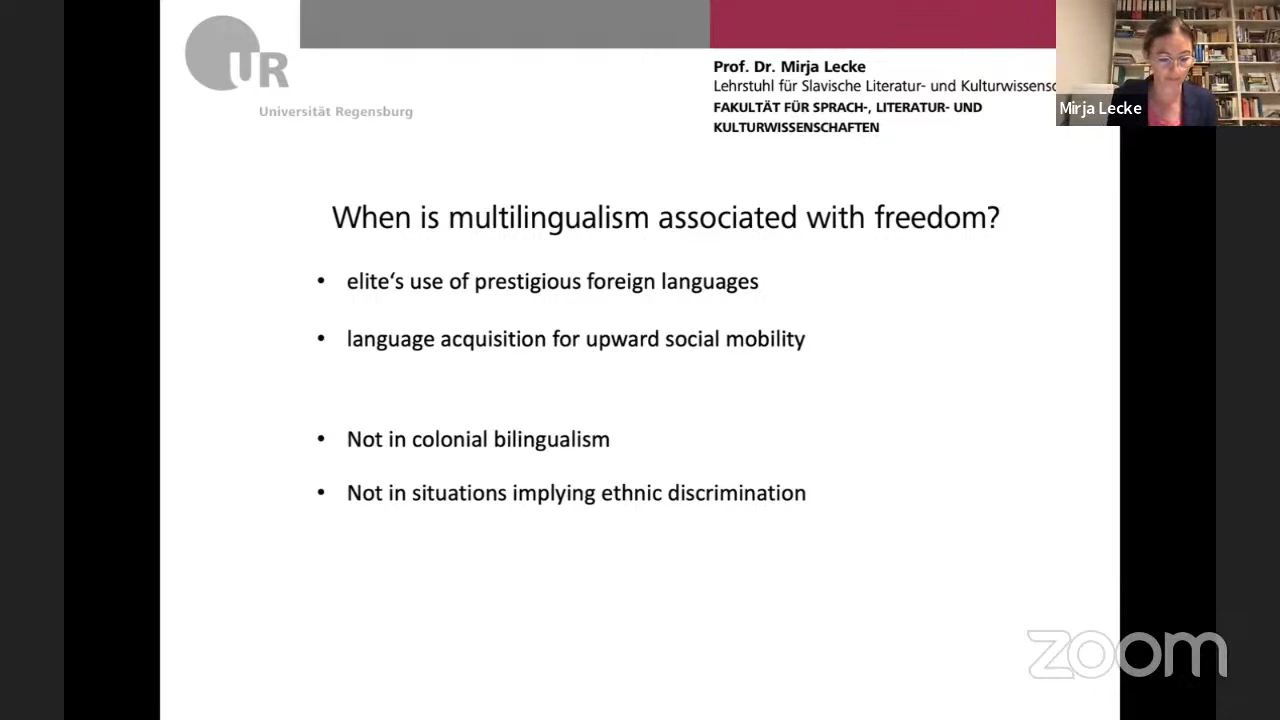 UR
Universität Regensburg
Prof. Dr. Mirja Lecke
Lehrstuhl für Slavische Literatur- und Kulturwissensc
FAKULTÄT FÜR SPRACH-, LITERATUR- UND
KULTURWISSENSCHAFTEN
Mirja Lecke
When is multilingualism associated with freedom?
• elite‘s use of prestigious foreign languages
• language acquisition for upward social mobility
• Not in colonial bilingualism
• Not in situations implying ethnic discrimination
zoom